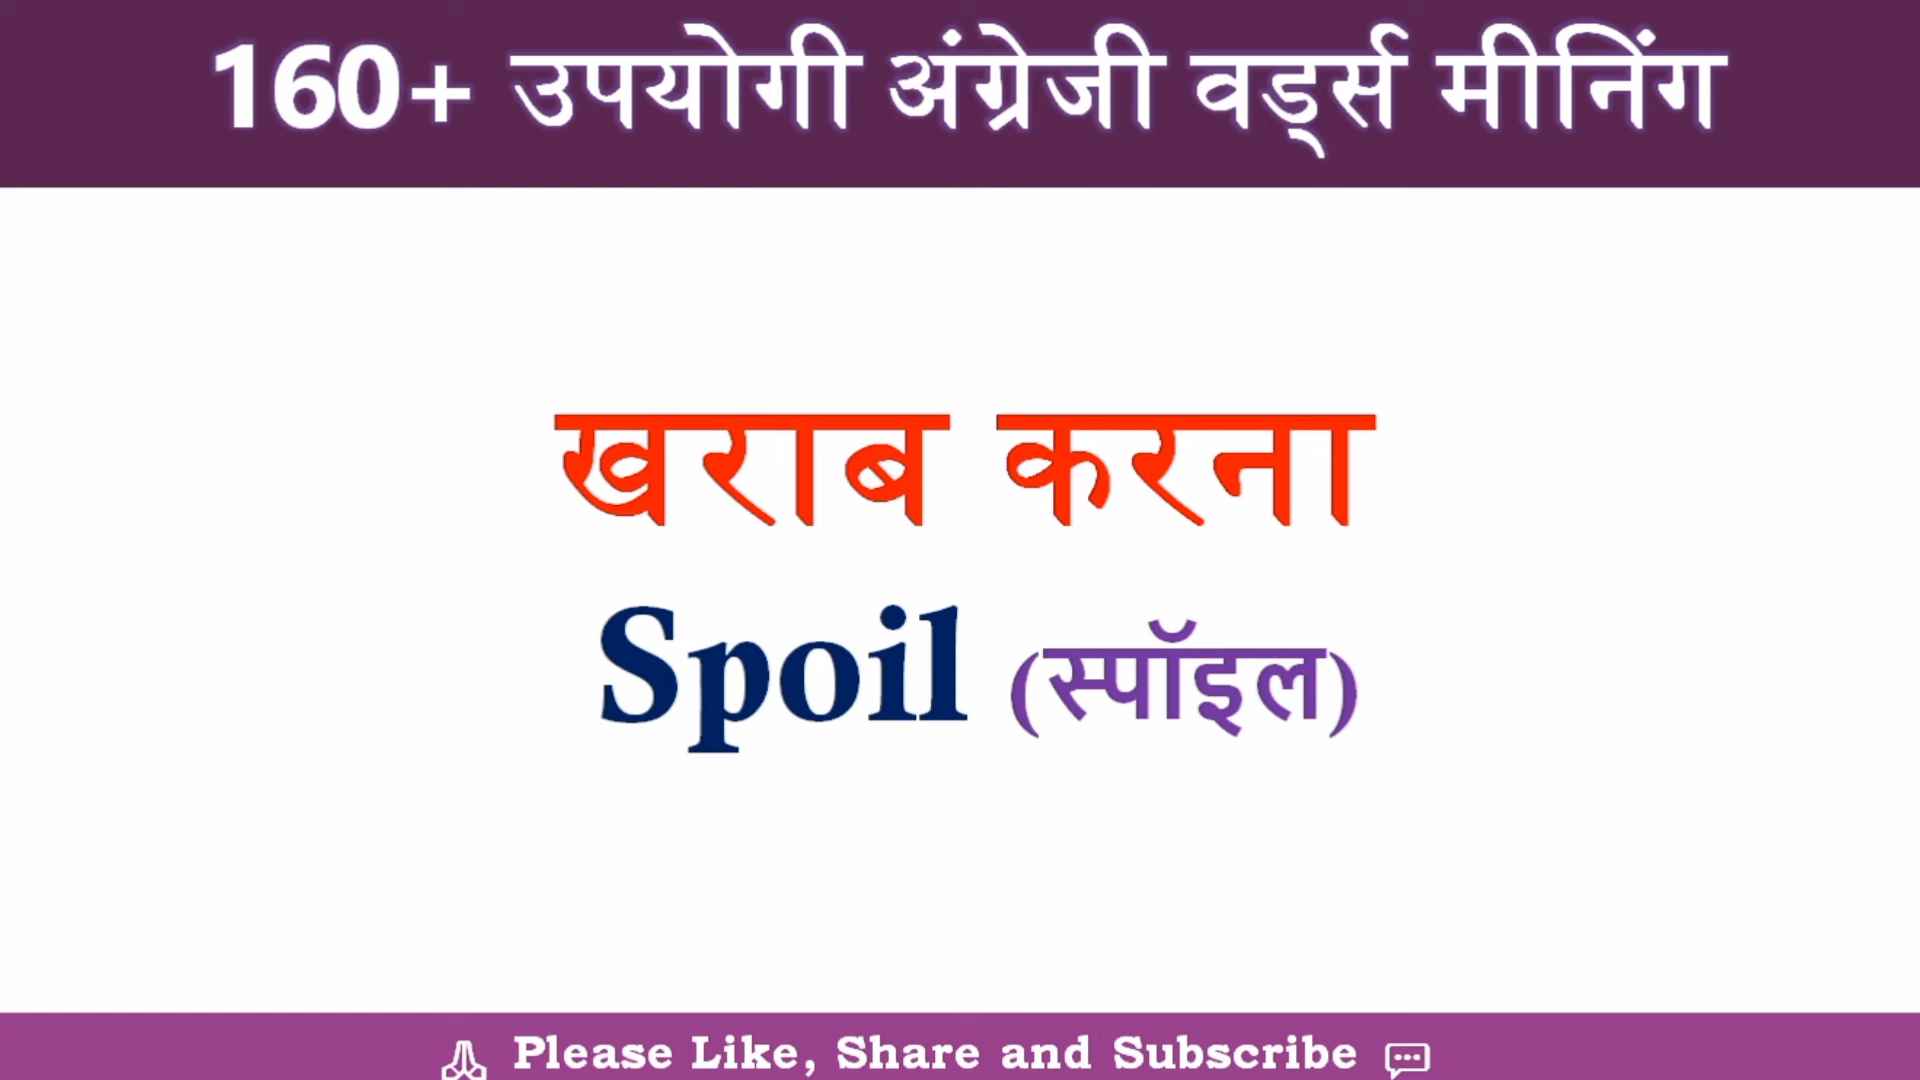 160+ उपयोगी अंग्रेजी वर्ड्स मीनिंग
खराब करना
Spoil (स्पॉइल)
Please Like, Share and Subscribe